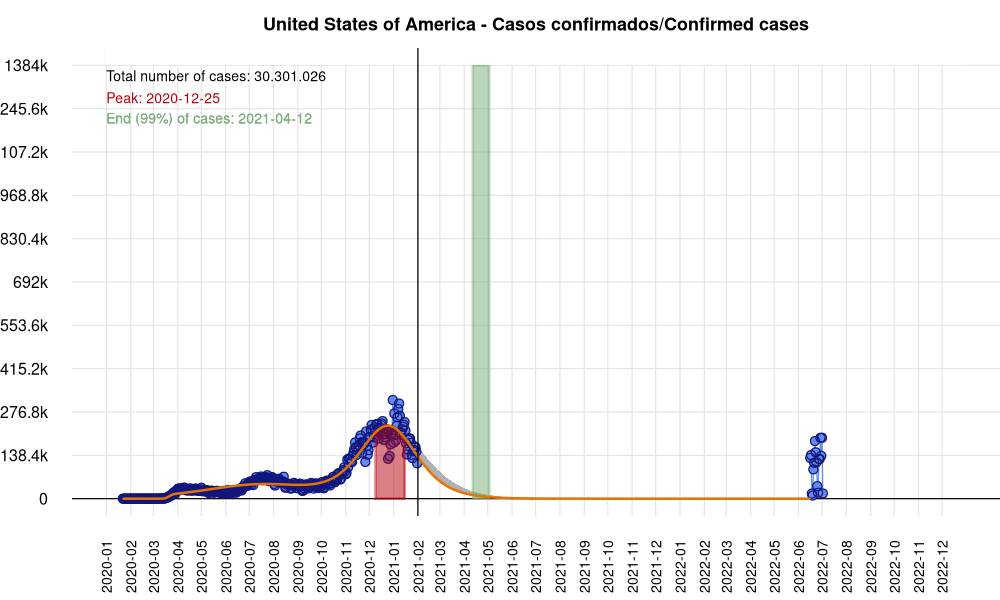 United States of America - Casos confirmados/Confirmed cases
Total number of cases: 30.301.026
Peak: 2020-12-25
End (99%) of cases: 2021-04-12
1384k
245.6k
107.2k
968.8k
830.4k
692k
553.6k
415.2k
276.8k
138.4k
0
2020-01
2020-02
2020-03
2020-04
2020-05
2020-06
2020-07
2020-08
2020-09
2020-10
2020-11
2020-12
2021-01
2021-02
2021-03
2021-04
2021-05
2021-06
2021-07
2021-08
2021-09
2021-10
2021-11
2021-12
2022-01
2022-02
2022-03
2022-04
2022-05
2022-06
2022-07
2022-08
2022-09
2022-10
2022-11
2022-12